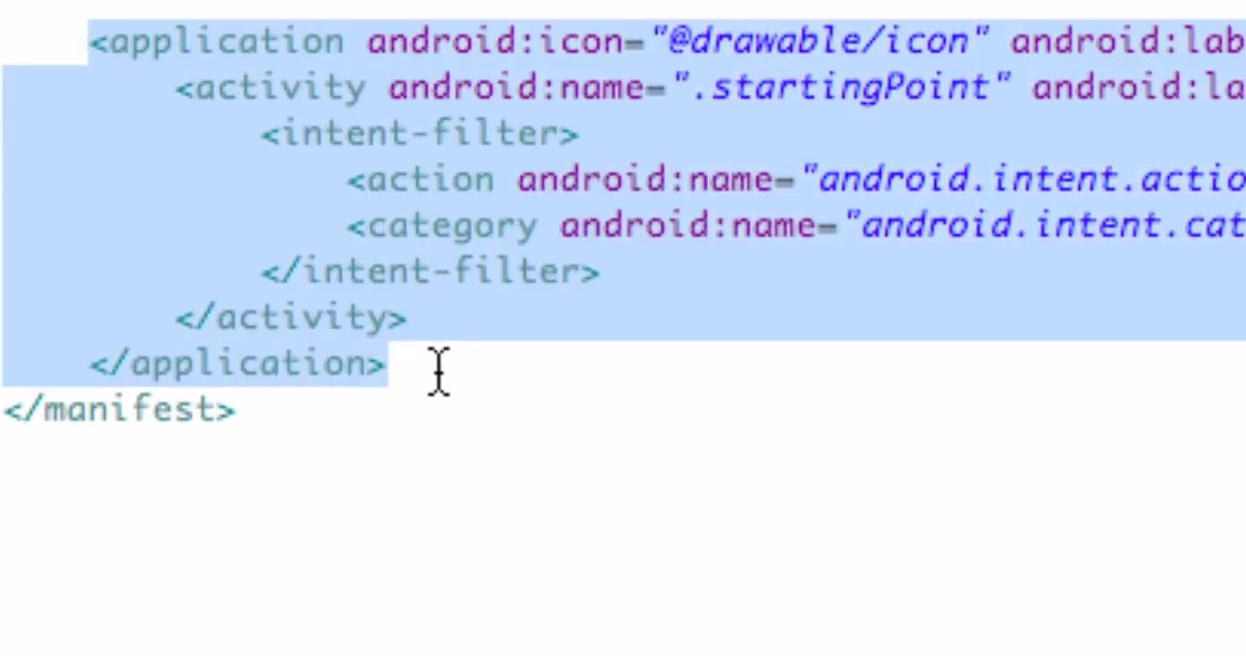 <application android:icon="@drawable/icon" android:lab
<activity android:name=".startingPoint" android:la
<intent-filter>
<action android:name="android.intent.actio
<category android:name="android.intent.cat
</intent-filter>
</activity>
</application>
</manifest>